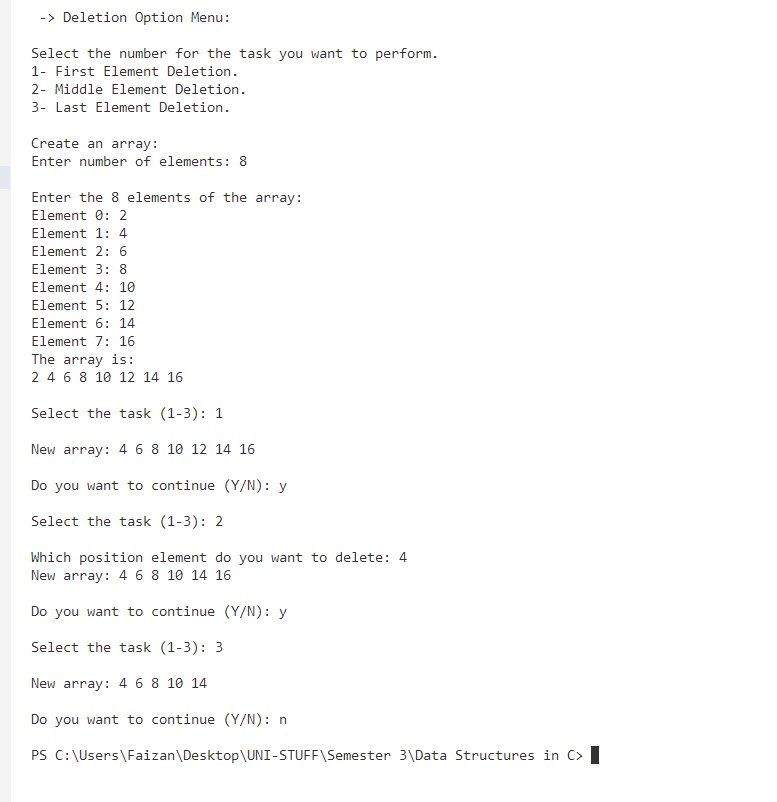 -> Deletion Option Menu:
Select the number for the task you want to perform.
1- First Element Deletion.
2- Middle Element Deletion.
3- Last Element Deletion.
Create an array:
Enter number of elements: 8
Enter the 8 elements of the array:
Element 0: 2
Element 1: 4
Element 2: 6
Element 3: 8
Element 4: 10
Element 5: 12
Element 6: 14
Element 7: 16
The array is:
2 4 6 8 10 12 14 16
Select the task (1-3): 1
New array: 4 6 8 10 12 14 16
Do you want to continue (Y/N): y
Select the task (1-3): 2
Which position element do you want to delete: 4
New array: 4 6 8 10 14 16
Do you want to continue (Y/N): y
Select the task (1-3): 3
New array: 4 6 8 10 14
Do you want to continue (Y/N): n
PS C:\Users\Faizan\Desktop\UNI-STUFF\Semester 3\Data Structures in C>